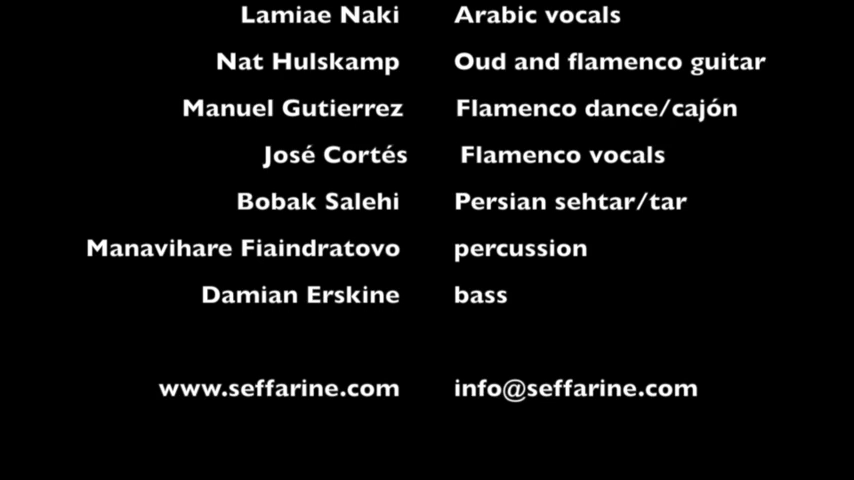 Lamiae Naki Arabic vocals
Nat Hulskamp Oud and flamenco guitar
Manuel Gutierrez Flamenco dance/cajón
José Cortés Flamenco vocals
Bobak Salehi Persian sehtar/tar
Manavihare Fiaindratovo percussion
Damian Erskine bass
www.seffarine.com info@seffarine.com